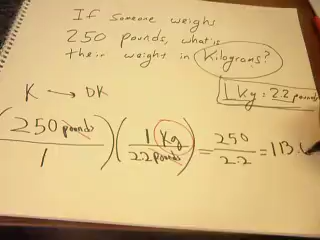 If someone weighs
250 pounds, what is
their weight in Kilograms?
1 Kg = 2.2 pounds
K → DK
(250 pounds / 1) (1 Kg / 2.2 pounds) = 250 / 2.2 = 113.6